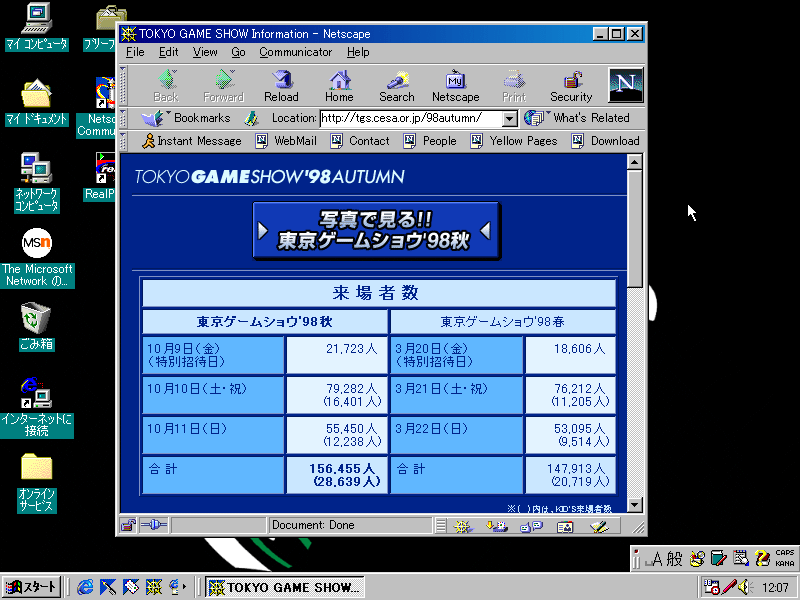 マイ コンピュータ
マイ ドキュメント
ネットワーク
コンピュータ
MSN
The Microsoft
Network の...
ごみ箱
インターネットに
接続
オンライン
サービス
TOKYO GAME SHOW Information - Netscape
File Edit View Go Communicator Help
Back Forward Reload Home Search Netscape Print Security
My
N
Bookmarks Location: http://tgs.cesa.or.jp/98autumn/ What's Related
Instant Message WebMail Contact People Yellow Pages Download
TOKYOGAMESHOW'98AUTUMN
写真で見る!!
東京ゲームショウ'98秋
来場者数
東京ゲームショウ'98秋 東京ゲームショウ'98春
10月9日(金)
(特別招待日) 21,723人 3月20日(金)
(特別招待日) 18,606人
10月10日(土・祝) 79,282人
(16,401人) 3月21日(土・祝) 76,212人
(11,205人)
10月11日(日) 55,450人
(12,238人) 3月22日(日) 53,095人
(9,514人)
合計 156,455人
(28,639人) 合計 147,913人
(20,719人)
※( )内は、KID'S来場者数
Document: Done
A 般 CAPS
KANA
スタート TOKYO GAME SHOW... 12:07